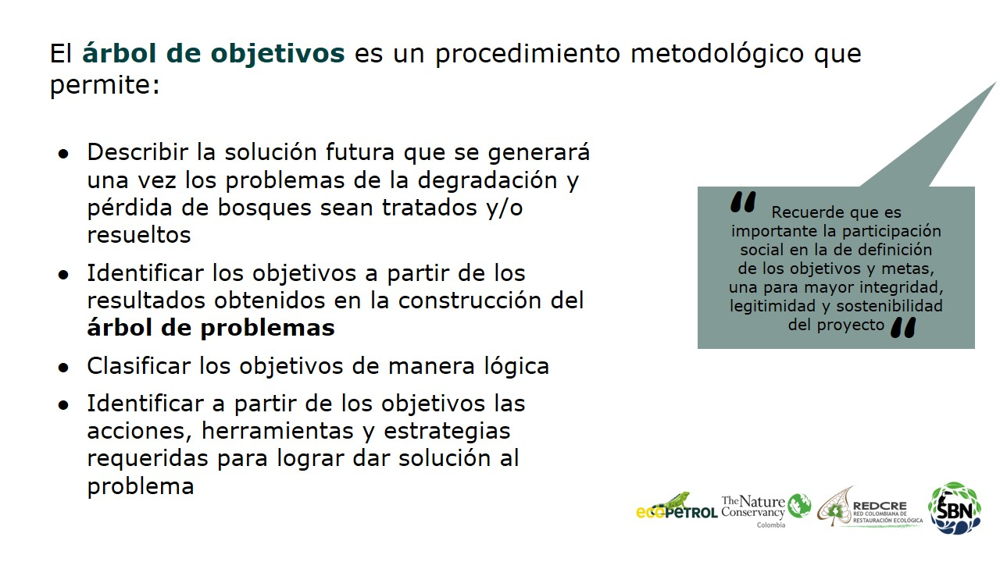 El árbol de objetivos es un procedimiento metodológico que
permite:
● Describir la solución futura que se generará
una vez los problemas de la degradación y
pérdida de bosques sean tratados y/o
resueltos
● Identificar los objetivos a partir de los
resultados obtenidos en la construcción del
árbol de problemas
● Clasificar los objetivos de manera lógica
● Identificar a partir de los objetivos las
acciones, herramientas y estrategias
requeridas para lograr dar solución al
problema
“ Recuerde que es
importante la participación
social en la de definición
de los objetivos y metas,
una para mayor integridad,
legitimidad y sostenibilidad
del proyecto “
ecoPETROL
The Nature
Conservancy
Colombia
REDCRE
RED COLOMBIANA DE
RESTAURACIÓN ECOLÓGICA
SBN